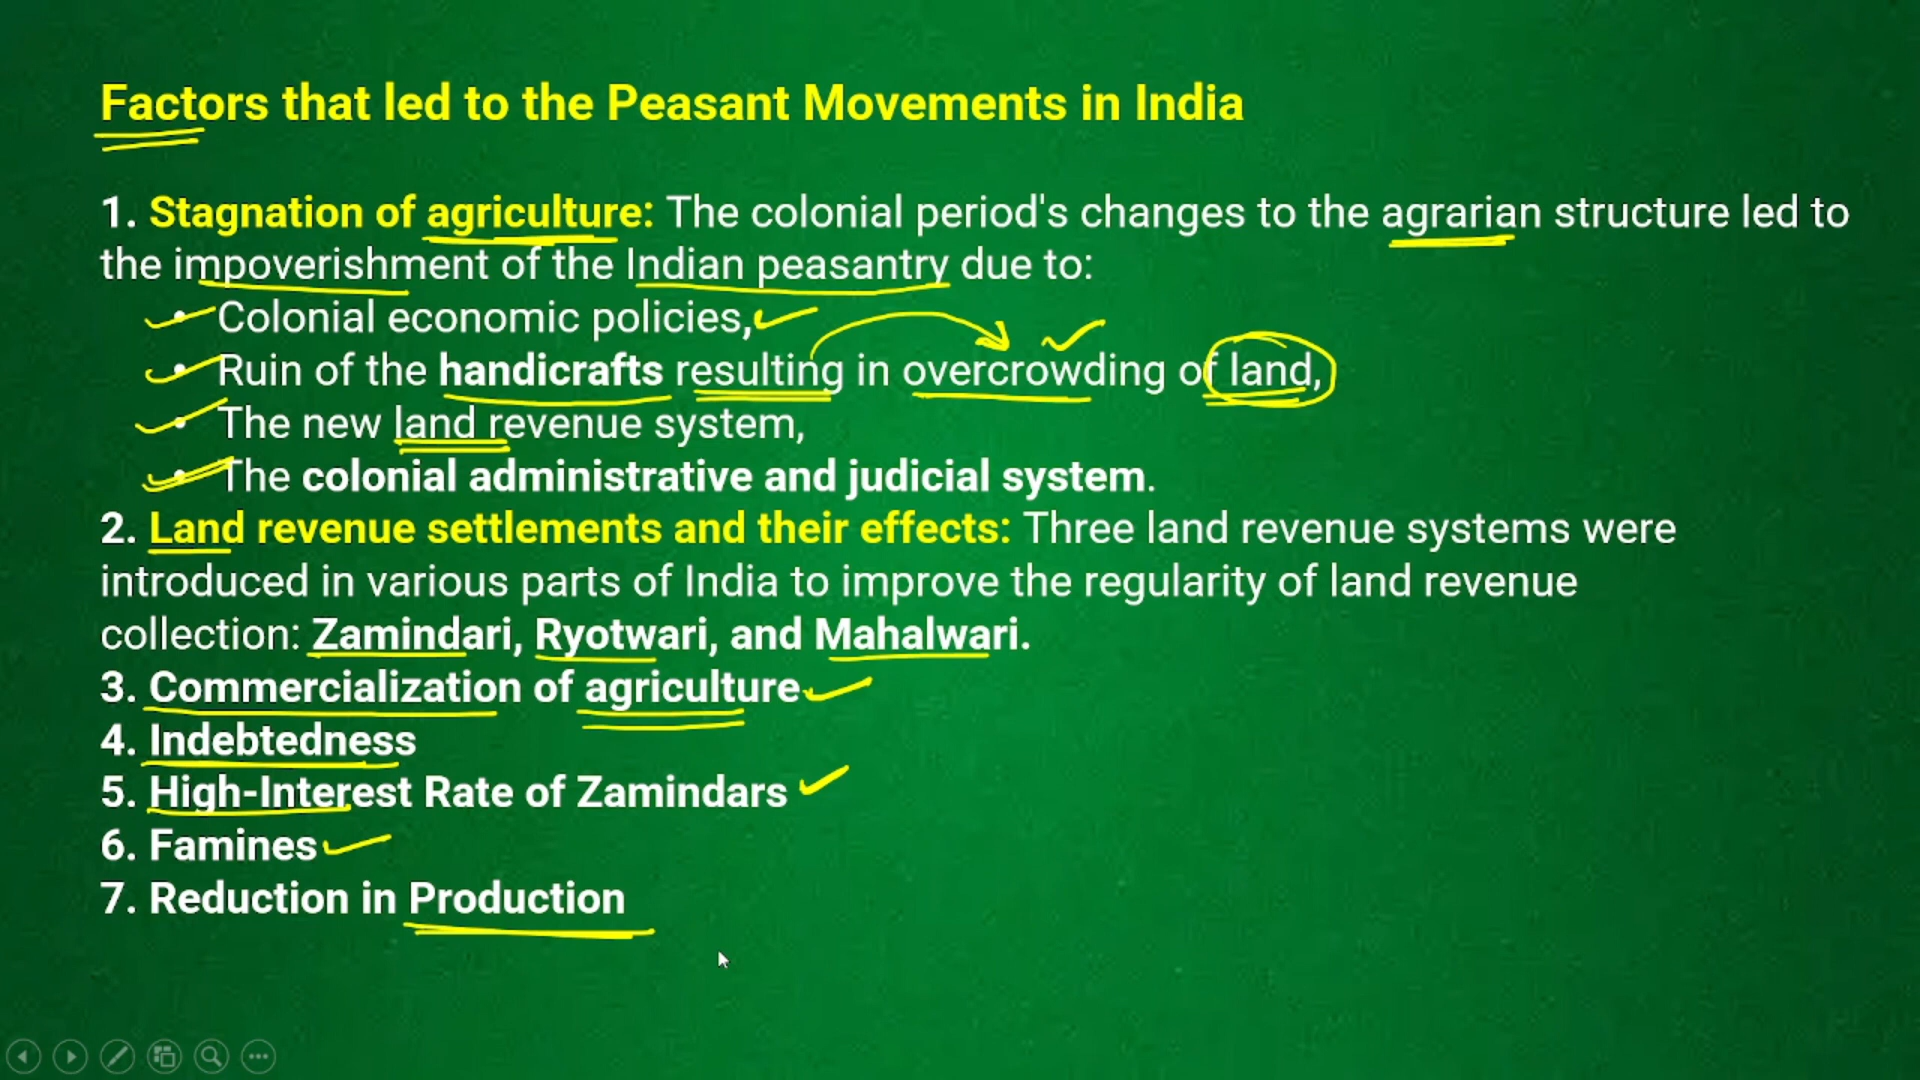 Factors that led to the Peasant Movements in India
1. Stagnation of agriculture: The colonial period's changes to the agrarian structure led to
the impoverishment of the Indian peasantry due to:
• Colonial economic policies,
• Ruin of the handicrafts resulting in overcrowding of land,
• The new land revenue system,
• The colonial administrative and judicial system.
2. Land revenue settlements and their effects: Three land revenue systems were
introduced in various parts of India to improve the regularity of land revenue
collection: Zamindari, Ryotwari, and Mahalwari.
3. Commercialization of agriculture
4. Indebtedness
5. High-Interest Rate of Zamindars
6. Famines
7. Reduction in Production